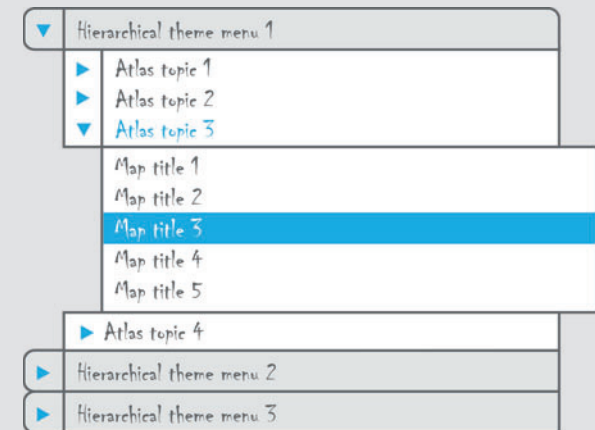 Hierarchical theme menu 1
Atlas topic 1
Atlas topic 2
Atlas topic 3
Map title 1
Map title 2
Map title 3
Map title 4
Map title 5
Atlas topic 4
Hierarchical theme menu 2
Hierarchical theme menu 3